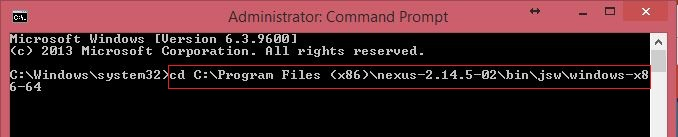 Administrator: Command Prompt
Microsoft Windows [Version 6.3.9600]
(c) 2013 Microsoft Corporation. All rights reserved.
C:\Windows\system32>cd C:\Program Files (x86)\nexus-2.14.5-02\bin\jsw\windows-x8
6-64